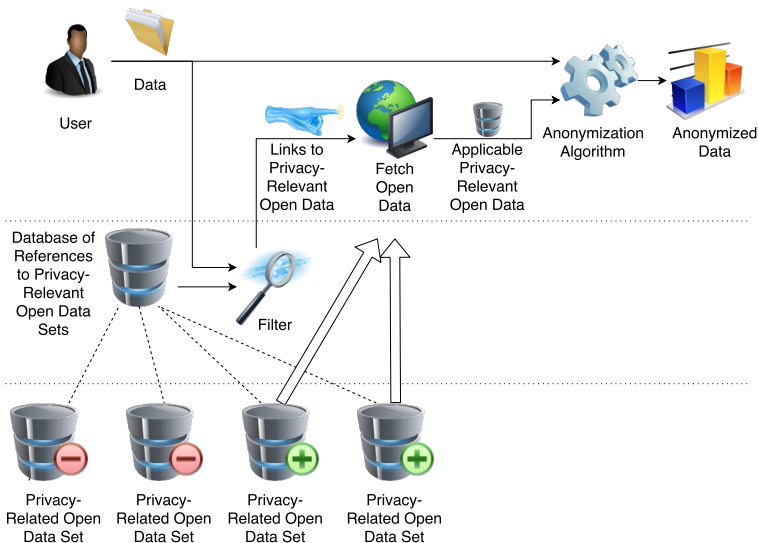 Data
User
Links to
Privacy-
Relevant
Open Data
Fetch
Open
Data
Applicable
Privacy-
Relevant
Open Data
Anonymization
Algorithm
Anonymized
Data
Database of
References
to Privacy-
Relevant
Open Data
Sets
Filter
Privacy-
Related Open
Data Set
Privacy-
Related Open
Data Set
Privacy-
Related Open
Data Set
Privacy-
Related Open
Data Set